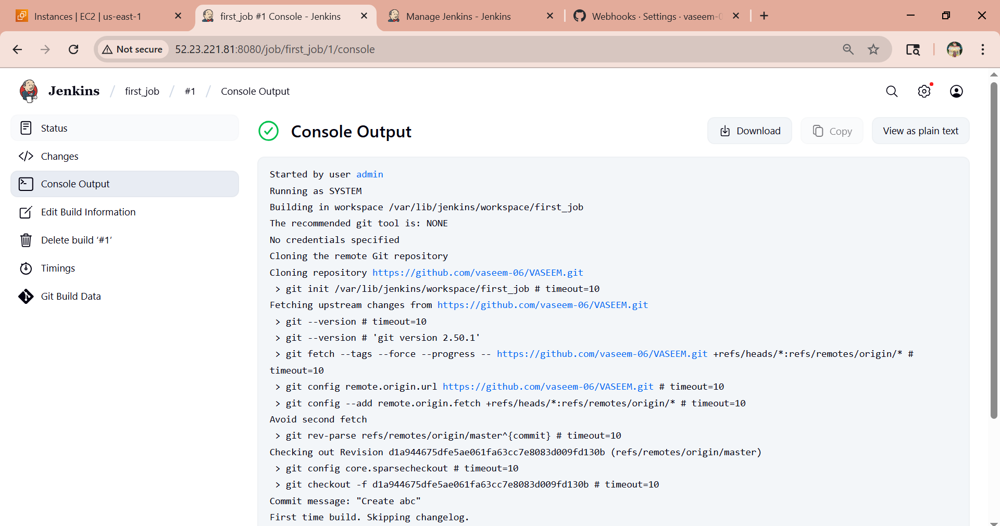 Instances | EC2 | us-east-1
first_job #1 Console - Jenkins
Manage Jenkins - Jenkins
Webhooks · Settings · vaseem-0
Not secure
52.23.221.81:8080/job/first_job/1/console
Jenkins / first_job / #1 / Console Output
Status
Changes
Console Output
Edit Build Information
Delete build ‘#1’
Timings
Git Build Data
Console Output
Download
Copy
View as plain text
Started by user admin
Running as SYSTEM
Building in workspace /var/lib/jenkins/workspace/first_job
The recommended git tool is: NONE
No credentials specified
Cloning the remote Git repository
Cloning repository https://github.com/vaseem-06/VASEEM.git
> git init /var/lib/jenkins/workspace/first_job # timeout=10
Fetching upstream changes from https://github.com/vaseem-06/VASEEM.git
> git --version # timeout=10
> git --version # 'git version 2.50.1'
> git fetch --tags --force --progress -- https://github.com/vaseem-06/VASEEM.git +refs/heads/*:refs/remotes/origin/* #
timeout=10
> git config remote.origin.url https://github.com/vaseem-06/VASEEM.git # timeout=10
> git config --add remote.origin.fetch +refs/heads/*:refs/remotes/origin/* # timeout=10
Avoid second fetch
> git rev-parse refs/remotes/origin/master^{commit} # timeout=10
Checking out Revision d1a944675dfe5ae061fa63cc7e8083d009fd130b (refs/remotes/origin/master)
> git config core.sparsecheckout # timeout=10
> git checkout -f d1a944675dfe5ae061fa63cc7e8083d009fd130b # timeout=10
Commit message: "Create abc"
First time build. Skipping changelog.